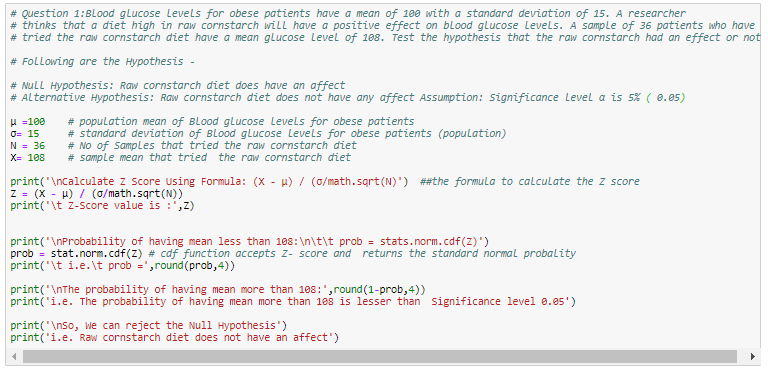 # Question 1:Blood glucose levels for obese patients have a mean of 100 with a standard deviation of 15. A researcher
# thinks that a diet high in raw cornstarch will have a positive effect on blood glucose levels. A sample of 36 patients who have
# tried the raw cornstarch diet have a mean glucose level of 108. Test the hypothesis that the raw cornstarch had an effect or not
# Following are the Hypothesis -
# Null Hypothesis: Raw cornstarch diet does have an affect
# Alternative Hypothesis: Raw cornstarch diet does not have any affect Assumption: Significance level α is 5% ( 0.05)
μ =100 # population mean of Blood glucose levels for obese patients
σ= 15 # standard deviation of Blood glucose levels for obese patients (population)
N = 36 # No of Samples that tried the raw cornstarch diet
X= 108 # sample mean that tried the raw cornstarch diet
print('\nCalculate Z Score Using Formula: (X - μ) / (σ/math.sqrt(N)') ##the formula to calculate the Z score
Z = (X - μ) / (σ/math.sqrt(N))
print('\t Z-Score value is :',Z)
print('\nProbability of having mean less than 108:\n\t\t prob = stats.norm.cdf(Z)')
prob = stat.norm.cdf(Z) # cdf function accepts Z- score and returns the standard normal probality
print('\t i.e.\t prob =',round(prob,4))
print('\nThe probability of having mean more than 108:',round(1-prob,4))
print('i.e. The probability of having mean more than 108 is lesser than Significance level 0.05')
print('\nSo, We can reject the Null Hypothesis')
print('i.e. Raw cornstarch diet does not have an affect')